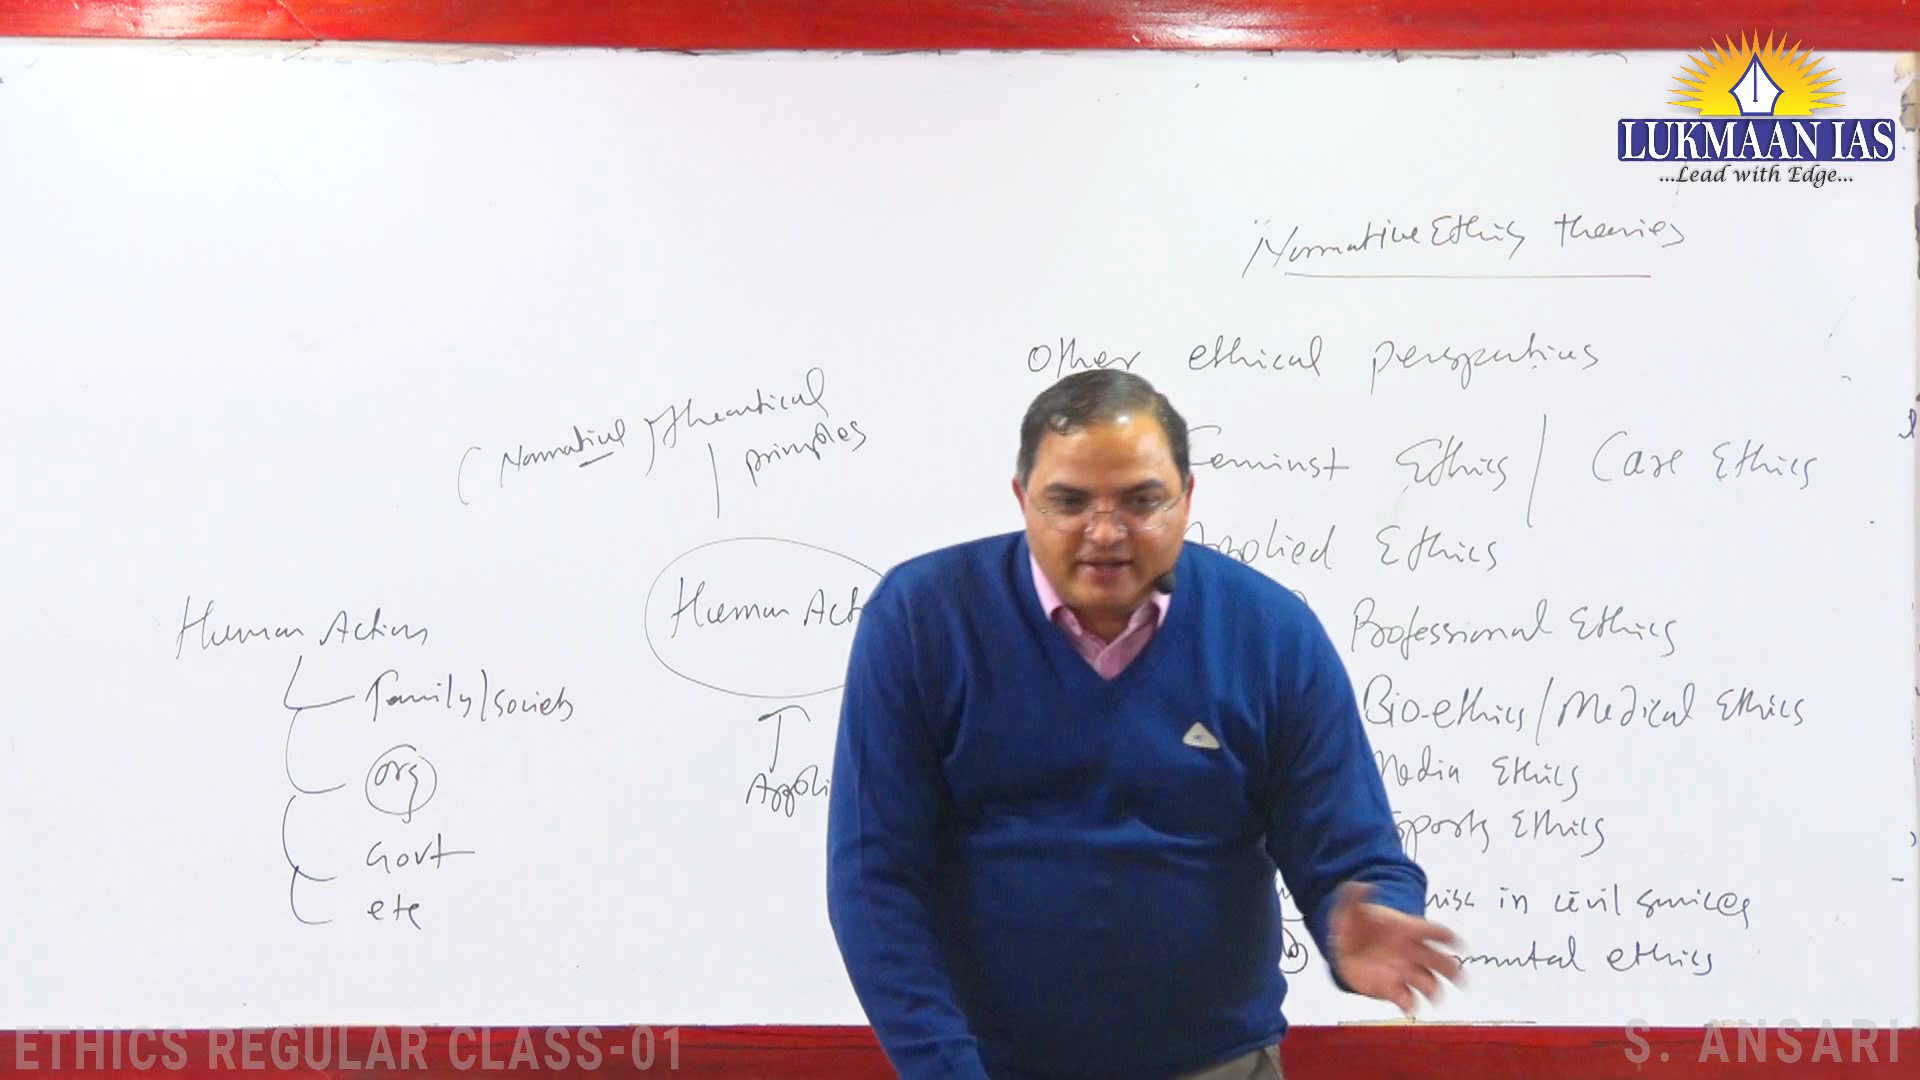 LUKMAAN IAS
...Lead with Edge...
Normative Ethics theories
Other ethical perspectives
Feminist Ethics / Care Ethics
Applied Ethics
Professional Ethics
Bio-ethics / Medical Ethics
Media Ethics
Sports Ethics
in civil services
ethics
(Normative) theoretical
principles
Human Act
Human Actions
Family/society
org
Govt
etc
ETHICS REGULAR CLASS-01
S. ANSARI